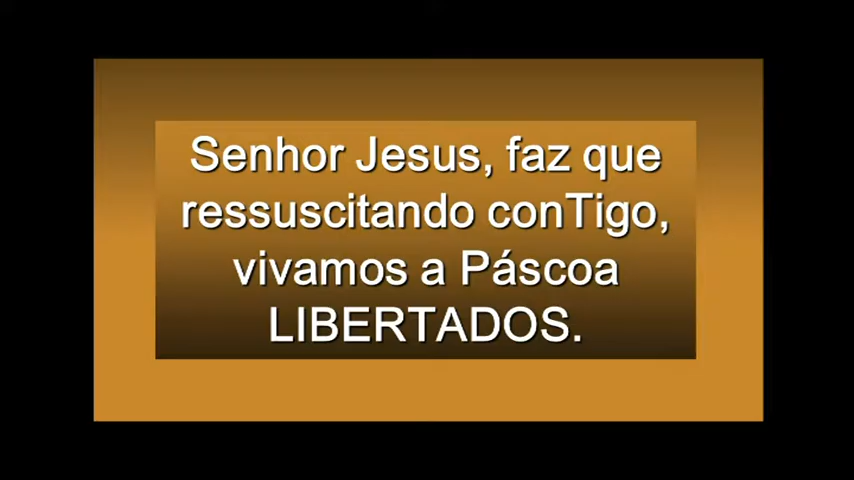 Senhor Jesus, faz que
ressuscitando conTigo,
vivamos a Páscoa
LIBERTADOS.